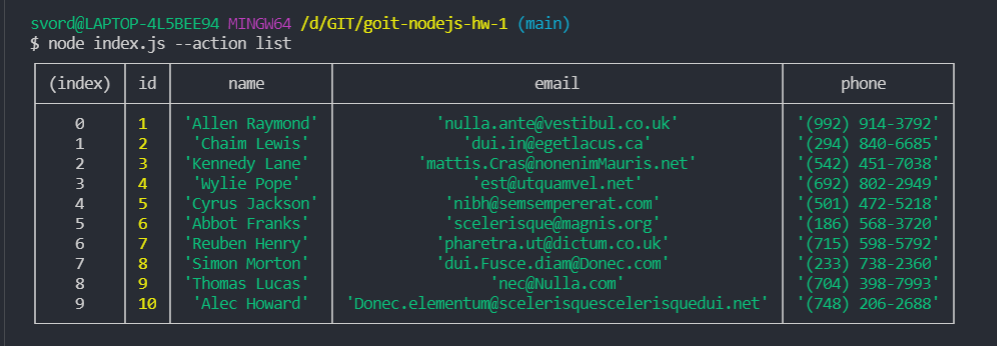 svord@LAPTOP-4L5BEE94 MINGW64 /d/GIT/goit-nodejs-hw-1 (main)
$ node index.js --action list
(index) id name email phone
0 1 'Allen Raymond' 'nulla.ante@vestibul.co.uk' '(992) 914-3792'
1 2 'Chaim Lewis' 'dui.in@egetlacus.ca' '(294) 840-6685'
2 3 'Kennedy Lane' 'mattis.Cras@nonenimMauris.net' '(542) 451-7038'
3 4 'Wylie Pope' 'est@utquamvel.net' '(692) 802-2949'
4 5 'Cyrus Jackson' 'nibh@semsempererat.com' '(501) 472-5218'
5 6 'Abbot Franks' 'scelerisque@magnis.org' '(186) 568-3720'
6 7 'Reuben Henry' 'pharetra.ut@dictum.co.uk' '(715) 598-5792'
7 8 'Simon Morton' 'dui.Fusce.diam@Donec.com' '(233) 738-2360'
8 9 'Thomas Lucas' 'nec@Nulla.com' '(704) 398-7993'
9 10 'Alec Howard' 'Donec.elementum@scelerisquescelerisquedui.net' '(748) 206-2688'